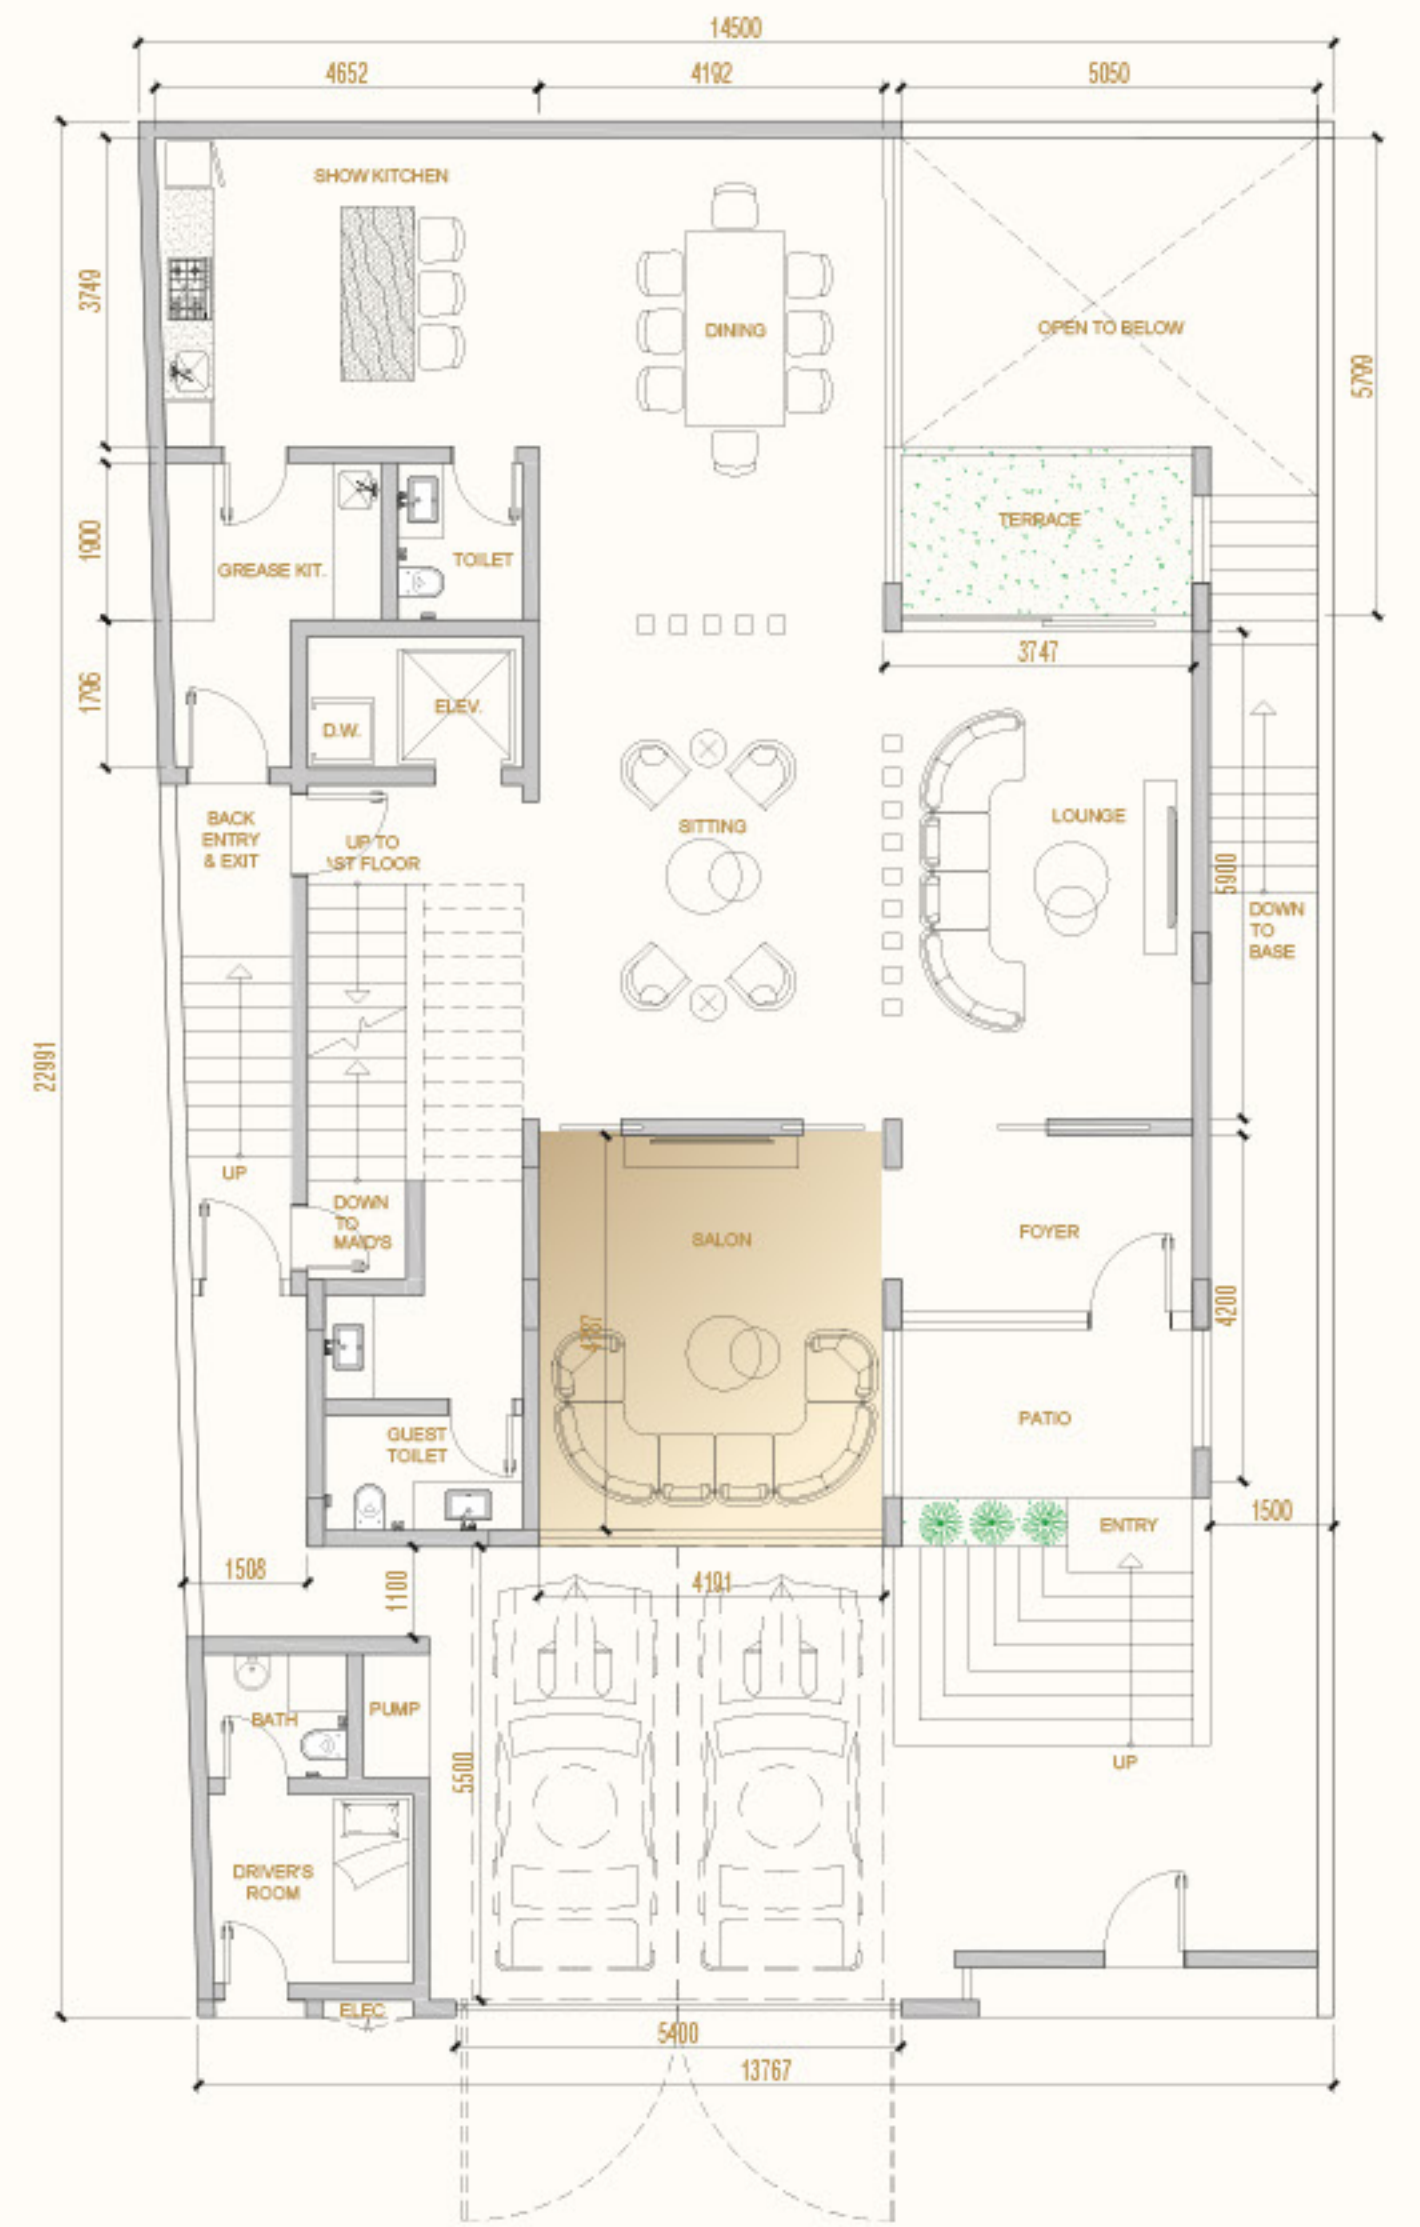 14500
4652
4192
5050
SHOW KITCHEN
3749
DINING
OPEN TO BELOW
5799
TERRACE
1900
GREASE KIT.
TOILET
3747
1796
D.W.
ELEV.
BACK
ENTRY
& EXIT
UP TO
1ST FLOOR
SITTING
LOUNGE
5900
DOWN
TO
BASE
22991
UP
DOWN
TO
MAID'S
SALON
FOYER
4200
PATIO
GUEST
TOILET
ENTRY
1500
1508
1100
4191
BATH
PUMP
UP
5500
DRIVER'S
ROOM
ELEC
5400
13767